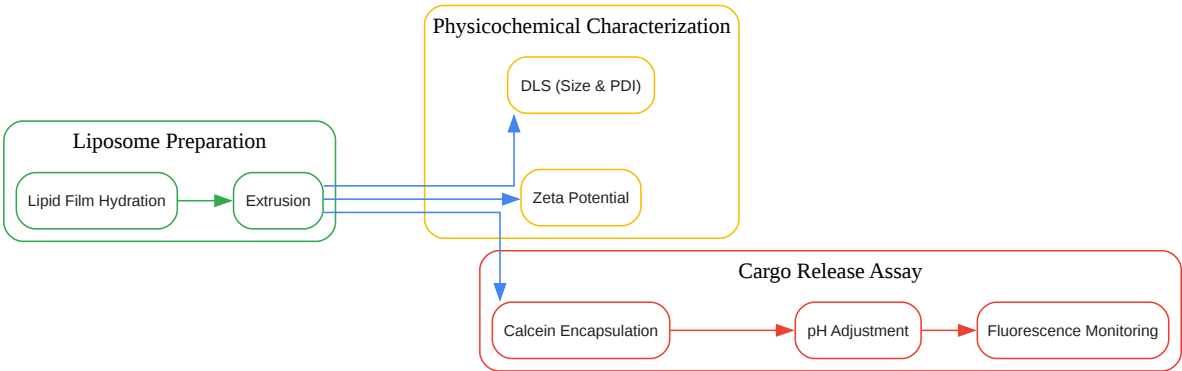 Physicochemical Characterization
DLS (Size & PDI)
Zeta Potential
Liposome Preparation
Lipid Film Hydration
Extrusion
Cargo Release Assay
Calcein Encapsulation
pH Adjustment
Fluorescence Monitoring